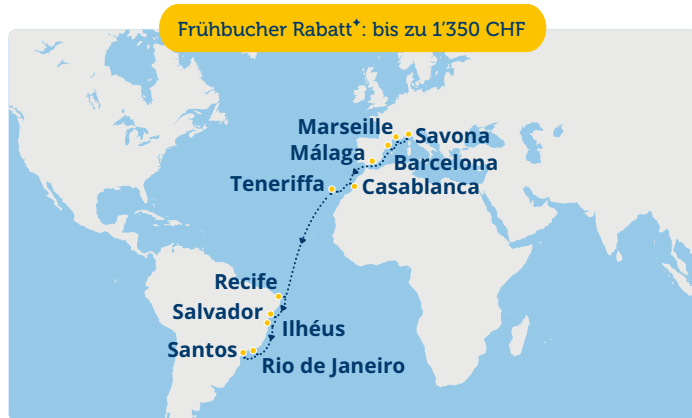 Frühbucher Rabatt✦: bis zu 1'350 CHF
Marseille
Savona
Málaga
Barcelona
Teneriffa
Casablanca
Recife
Salvador
Ilhéus
Santos
Rio de Janeiro